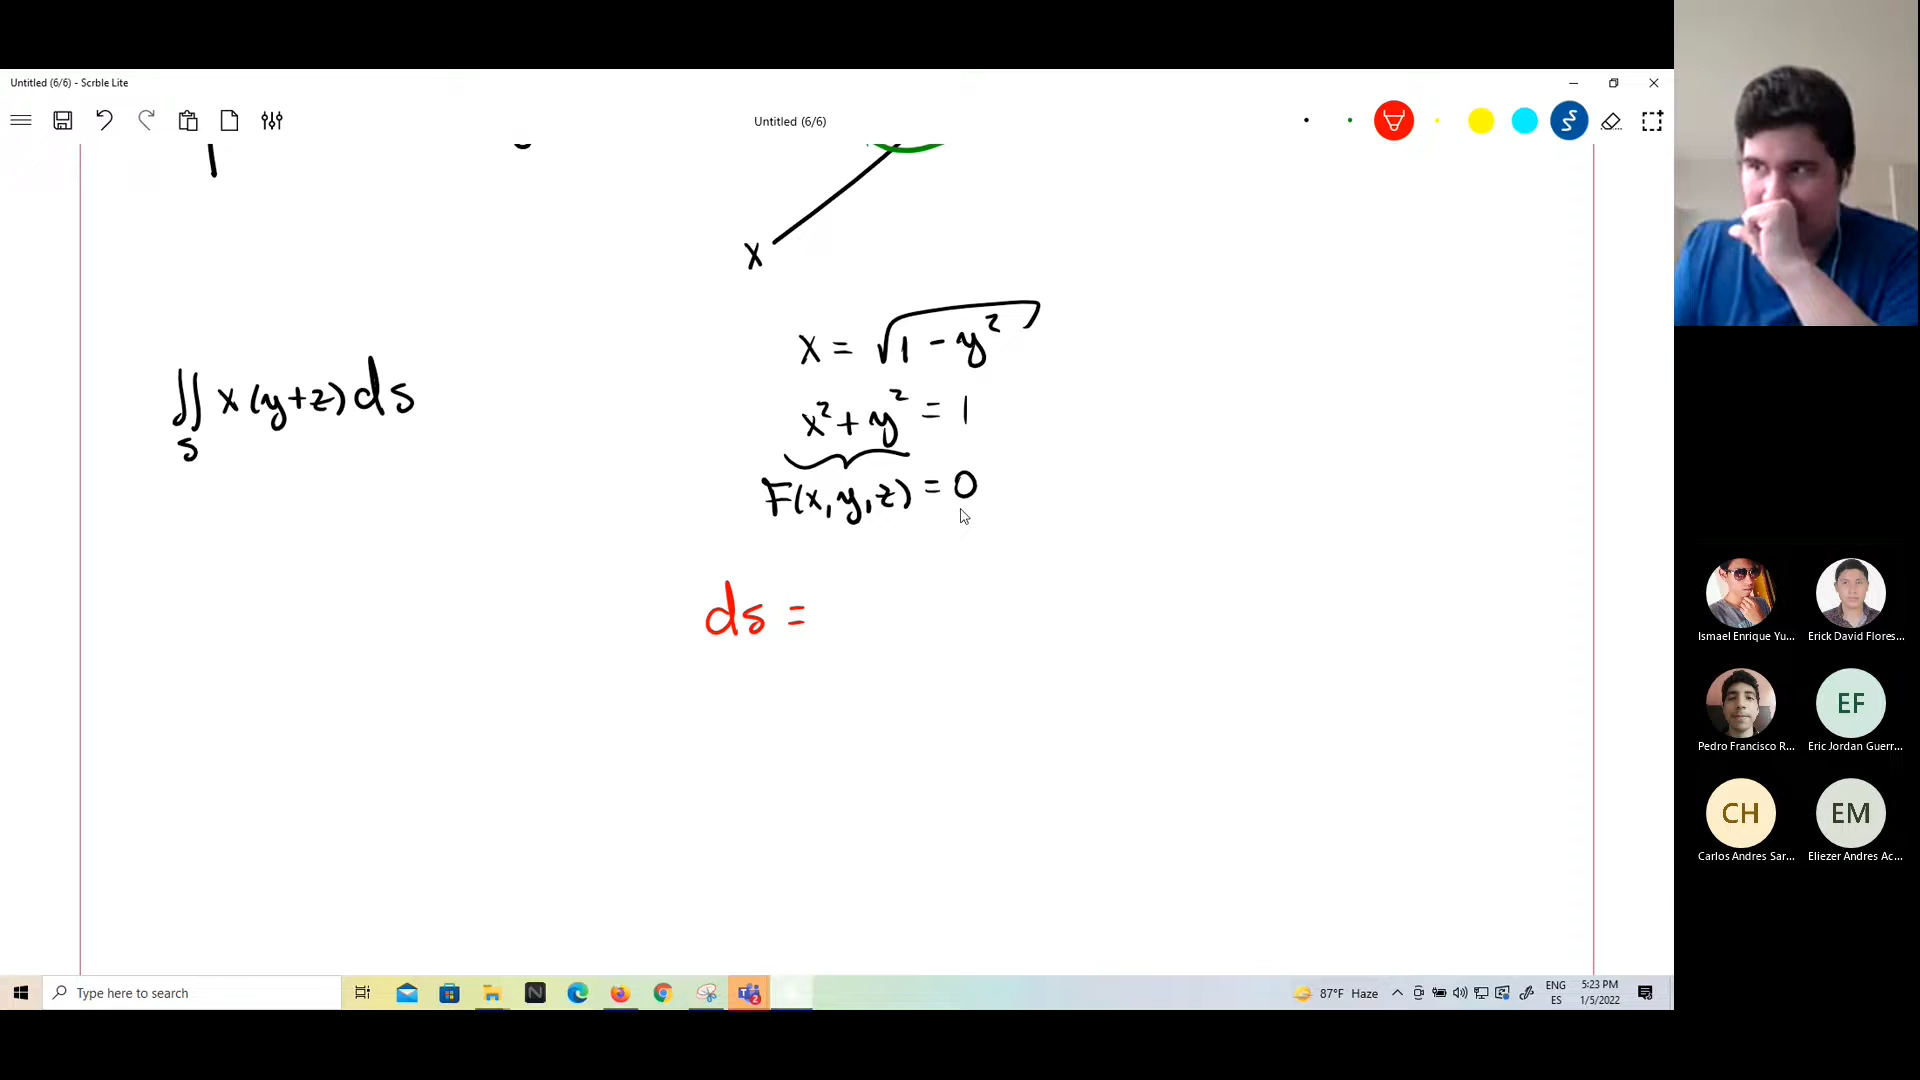 Untitled (6/6) - Scrble Lite
Untitled (6/6)
x
x = √(1 - y²)
∬_S x(y+z) ds
x² + y² = 1
F(x, y, z) = 0
ds =
Ismael Enrique Yu...
Erick David Flores...
Pedro Francisco R...
EF
Eric Jordan Guerr...
CH
Carlos Andres Sar...
EM
Eliezer Andres Ac...
Type here to search
N
2
87°F Haze
ENG
ES
5:23 PM
1/5/2022